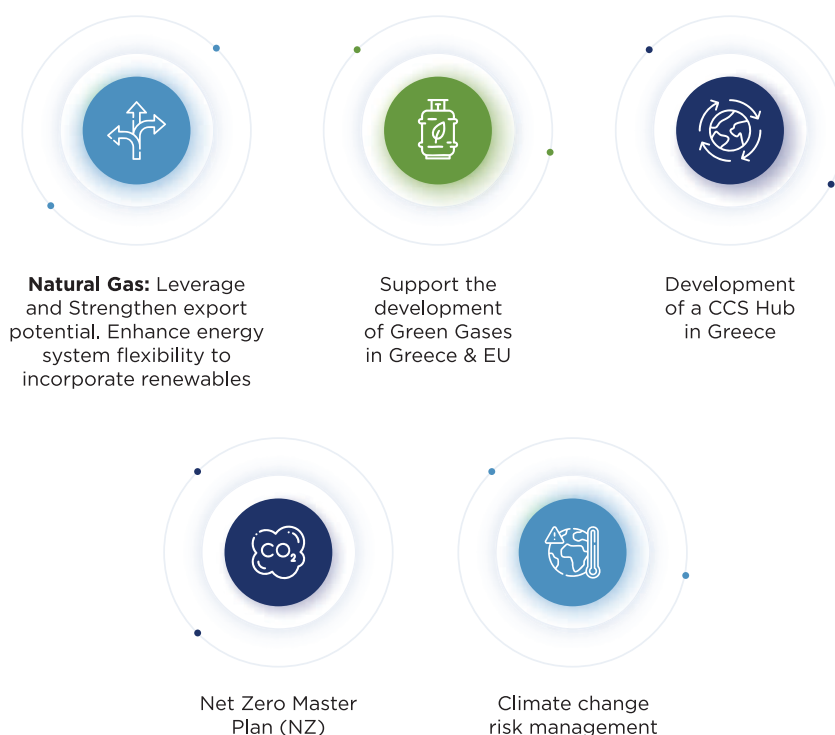 Natural Gas: Leverage
and Strengthen export
potential. Enhance energy
system flexibility to
incorporate renewables
Support the
development
of Green Gases
in Greece & EU
Development
of a CCS Hub
in Greece
CO₂
Net Zero Master
Plan (NZ)
Climate change
risk management